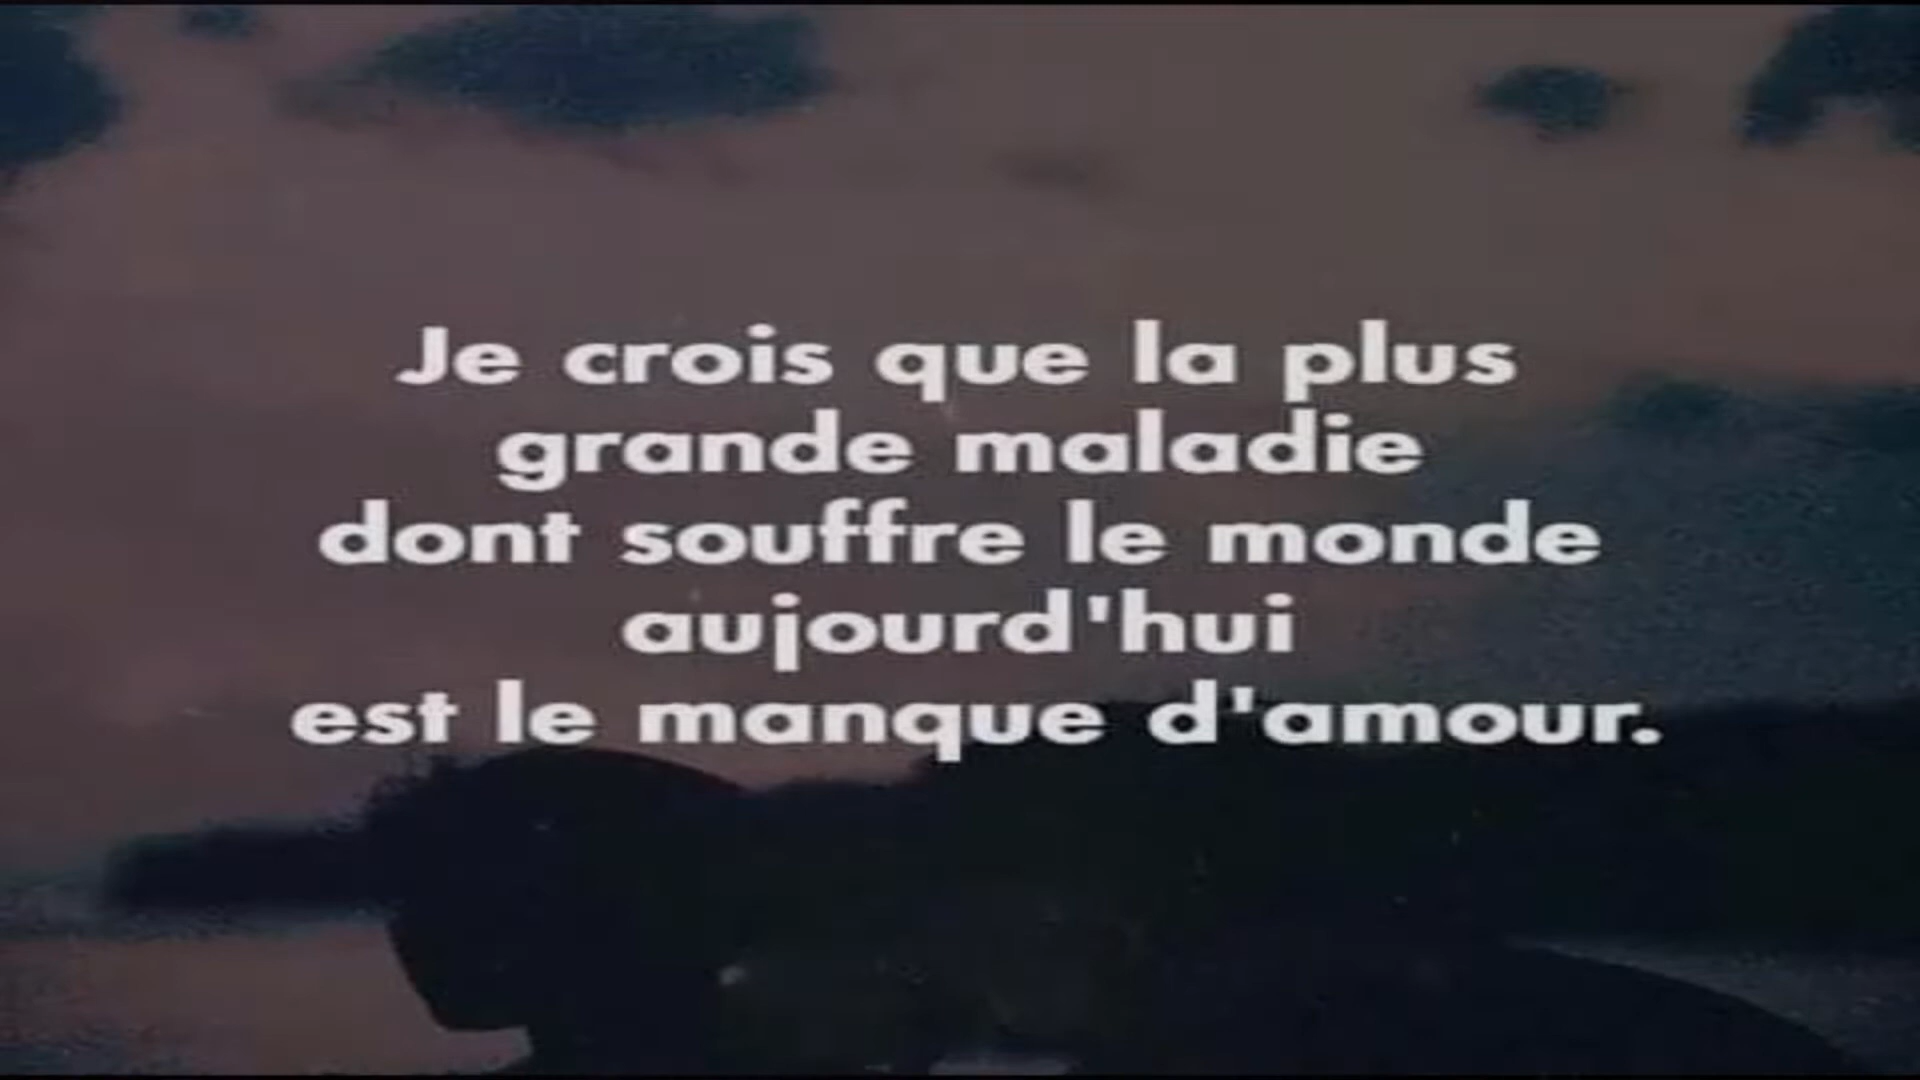 Je crois que la plus
grande maladie
dont souffre le monde
aujourd'hui
est le manque d'amour.